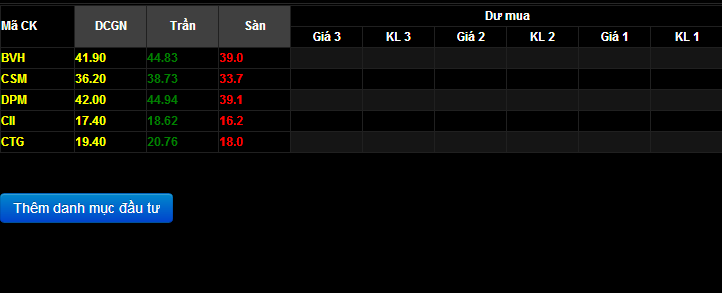 Mã CK DCGN Trần Sàn Dư mua
Giá 3 KL 3 Giá 2 KL 2 Giá 1 KL 1
BVH 41.90 44.83 39.0
CSM 36.20 38.73 33.7
DPM 42.00 44.94 39.1
CII 17.40 18.62 16.2
CTG 19.40 20.76 18.0
Thêm danh mục đầu tư